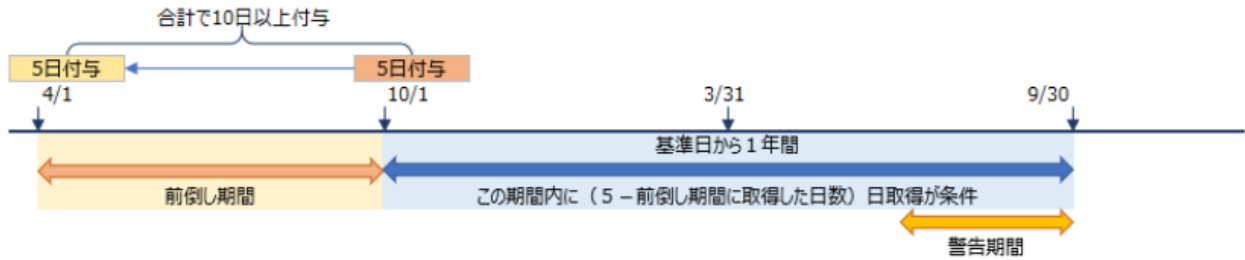 合計で10日以上付与
5日付与
5日付与
4/1
10/1
3/31
9/30
基準日から1年間
前倒し期間
この期間内に（5－前倒し期間に取得した日数）日取得が条件
警告期間